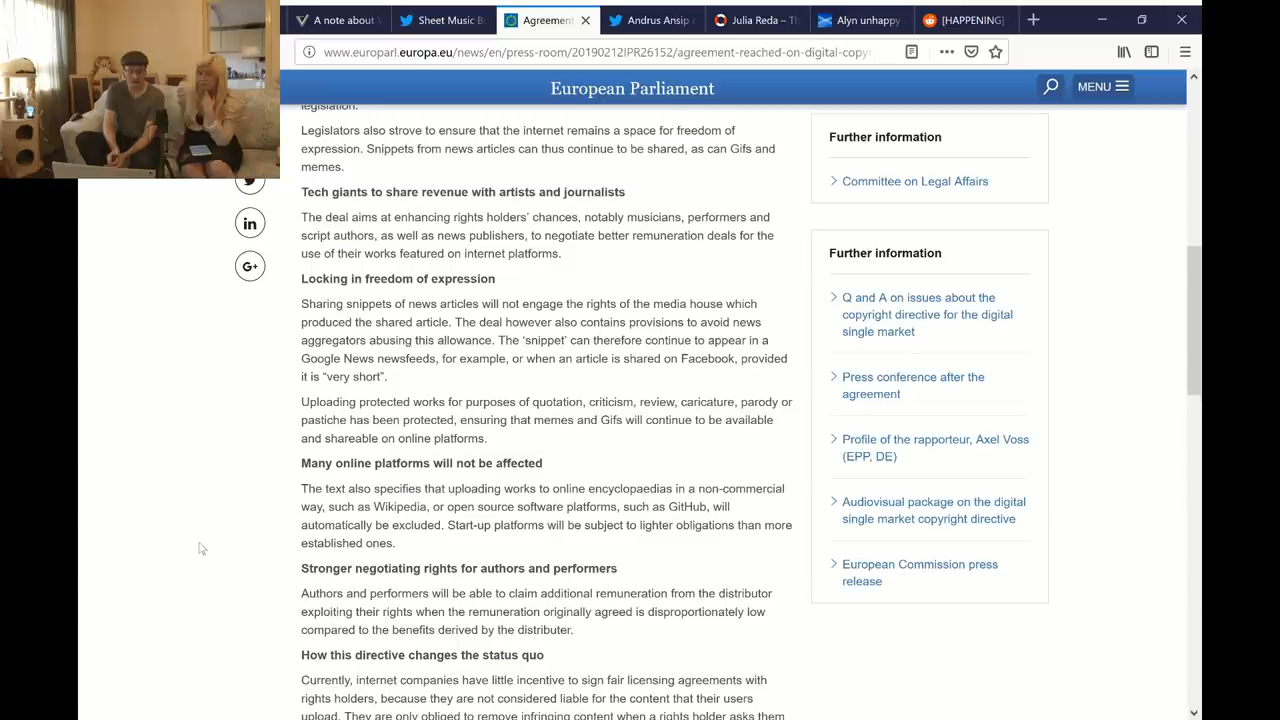 A note about
Sheet Music B
Agreement
Andrus Ansip
Julia Reda – Th
Alyn unhappy
[HAPPENING]
www.europarl.europa.eu/news/en/press-room/20190212IPR26152/agreement-reached-on-digital-copy
European Parliament
MENU
legislation.
Legislators also strove to ensure that the internet remains a space for freedom of
expression. Snippets from news articles can thus continue to be shared, as can Gifs and
memes.
Tech giants to share revenue with artists and journalists
The deal aims at enhancing rights holders’ chances, notably musicians, performers and
script authors, as well as news publishers, to negotiate better remuneration deals for the
use of their works featured on internet platforms.
Locking in freedom of expression
Sharing snippets of news articles will not engage the rights of the media house which
produced the shared article. The deal however also contains provisions to avoid news
aggregators abusing this allowance. The ‘snippet’ can therefore continue to appear in a
Google News newsfeeds, for example, or when an article is shared on Facebook, provided
it is “very short”.
Uploading protected works for purposes of quotation, criticism, review, caricature, parody or
pastiche has been protected, ensuring that memes and Gifs will continue to be available
and shareable on online platforms.
Many online platforms will not be affected
The text also specifies that uploading works to online encyclopaedias in a non-commercial
way, such as Wikipedia, or open source software platforms, such as GitHub, will
automatically be excluded. Start-up platforms will be subject to lighter obligations than more
established ones.
Stronger negotiating rights for authors and performers
Authors and performers will be able to claim additional remuneration from the distributor
exploiting their rights when the remuneration originally agreed is disproportionately low
compared to the benefits derived by the distributer.
How this directive changes the status quo
Currently, internet companies have little incentive to sign fair licensing agreements with
rights holders, because they are not considered liable for the content that their users
upload. They are only obliged to remove infringing content when a rights holder asks them
in
G+
Further information
Committee on Legal Affairs
Further information
Q and A on issues about the
copyright directive for the digital
single market
Press conference after the
agreement
Profile of the rapporteur, Axel Voss
(EPP, DE)
Audiovisual package on the digital
single market copyright directive
European Commission press
release